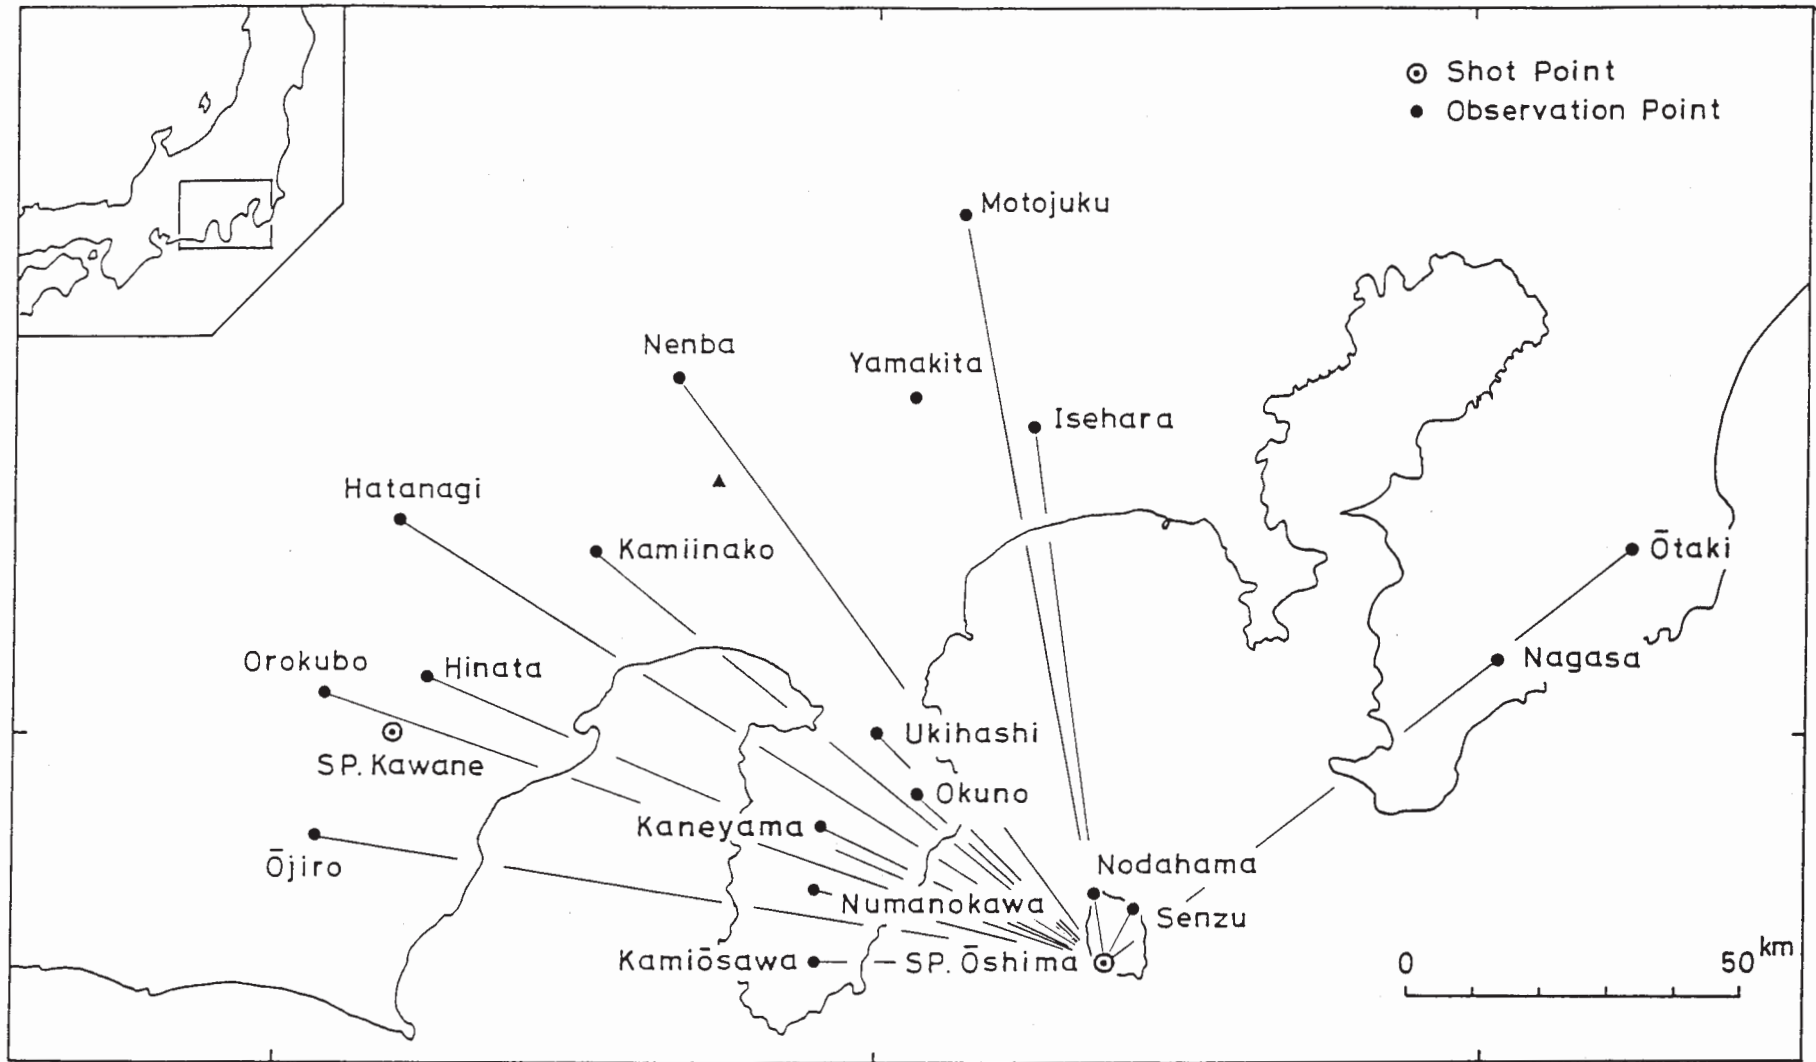 Shot Point
Observation Point
Motojuku
Nenba
Yamakita
Isehara
Hatanagi
Kamiinako
Ōtaki
Orokubo
Hinata
Nagasa
SP. Kawane
Ukihashi
Okuno
Kaneyama
Ōjiro
Nodahama
Numanokawa
Senzu
Kamiōsawa
SP. Ōshima
0 50 km